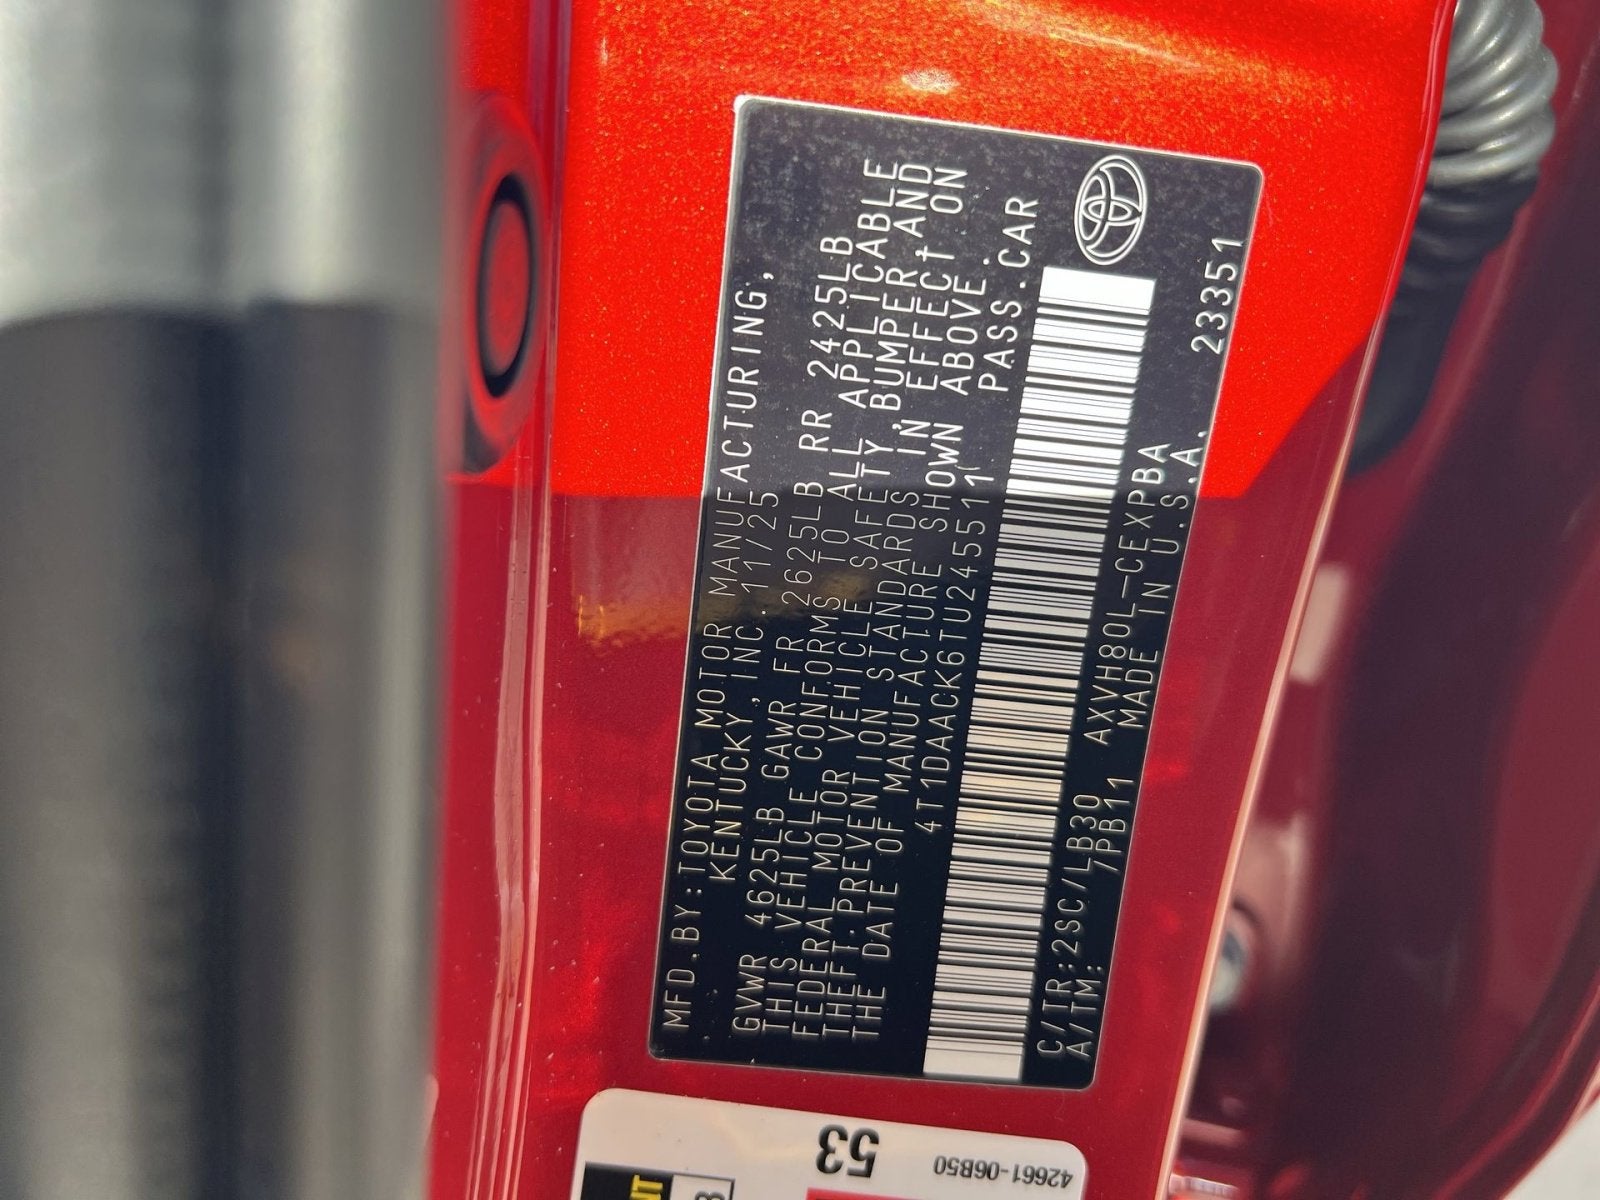 MFD.BY:TOYOTA MOTOR MANUFACTURING,
KENTUCKY, INC. 11/25
GVWR 4625LB GAWR FR 2625LB RR 2425LB
THIS VEHICLE CONFORMS TO ALL APPLICABLE
FEDERAL MOTOR VEHICLE SAFETY, BUMPER, AND
THEFT-PREVENTION STANDARDS IN EFFECT ON
THE DATE OF MANUFACTURE SHOWN ABOVE.
4T1DAACK6TU245511 PASS.CAR
C/TR:2SC/LB30 AXVH80L-CEXPBA
A/TM: 7PB11 MADE IN U.S.A. 23351
53
42661-06B50